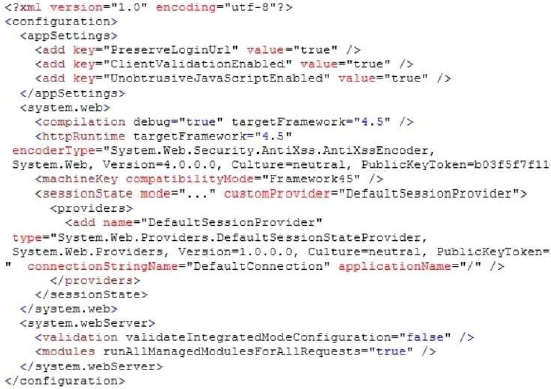 <?xml version="1.0" encoding="utf-8"?>
<configuration>
<appSettings>
<add key="PreserveLoginUrl" value="true" />
<add key="ClientValidationEnabled" value="true" />
<add key="UnobtrusiveJavaScriptEnabled" value="true" />
</appSettings>
<system.web>
<compilation debug="true" targetFramework="4.5" />
<httpRuntime targetFramework="4.5"
encoderType="System.Web.Security.AntiXss.AntiXssEncoder,
System.Web, Version=4.0.0.0, Culture=neutral, PublicKeyToken=b03f5f7f11
<machineKey compatibilityMode="Framework45" />
<sessionState mode="..." customProvider="DefaultSessionProvider">
<providers>
<add name="DefaultSessionProvider"
type="System.Web.Providers.DefaultSessionStateProvider,
System.Web.Providers, Version=1.0.0.0, Culture=neutral, PublicKeyToken=
" connectionStringName="DefaultConnection" applicationName="/" />
</providers>
</sessionState>
</system.web>
<system.webServer>
<validation validateIntegratedModeConfiguration="false" />
<modules runAllManagedModulesForAllRequests="true" />
</system.webServer>
</configuration>